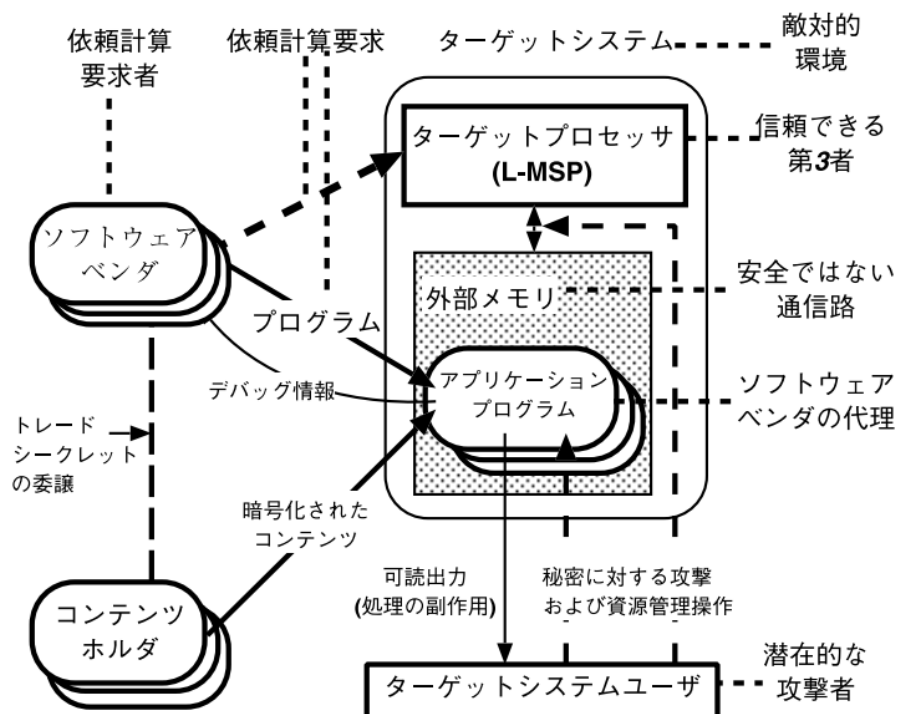 依頼計算
要求者
依頼計算要求
ターゲットシステム
敵対的
環境
ターゲットプロセッサ
(L-MSP)
信頼できる
第3者
ソフトウェア
ベンダ
外部メモリ
安全ではない
通信路
プログラム
デバッグ情報
アプリケーション
プログラム
ソフトウェア
ベンダの代理
トレード
シークレット
の委譲
暗号化された
コンテンツ
可読出力
(処理の副作用)
秘密に対する攻撃
および資源管理操作
コンテンツ
ホルダ
ターゲットシステムユーザ
潜在的な
攻撃者